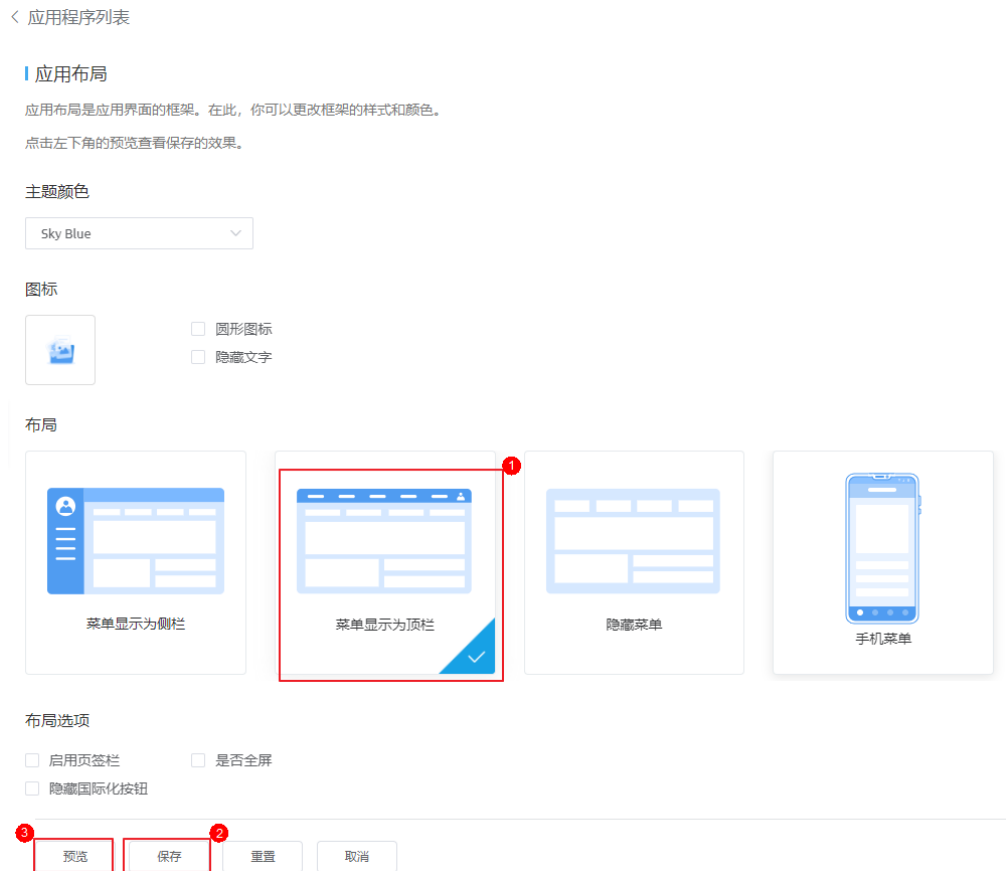 应用程序列表
应用布局
应用布局是应用界面的框架。在此，你可以更改框架的样式和颜色。
点击左下角的预览查看保存的效果。
主题颜色
Sky Blue
图标
圆形图标
隐藏文字
布局
1
菜单显示为侧栏
菜单显示为顶栏
隐藏菜单
手机菜单
布局选项
启用页签栏 是否全屏
隐藏国际化按钮
3 2
预览 保存 重置 取消